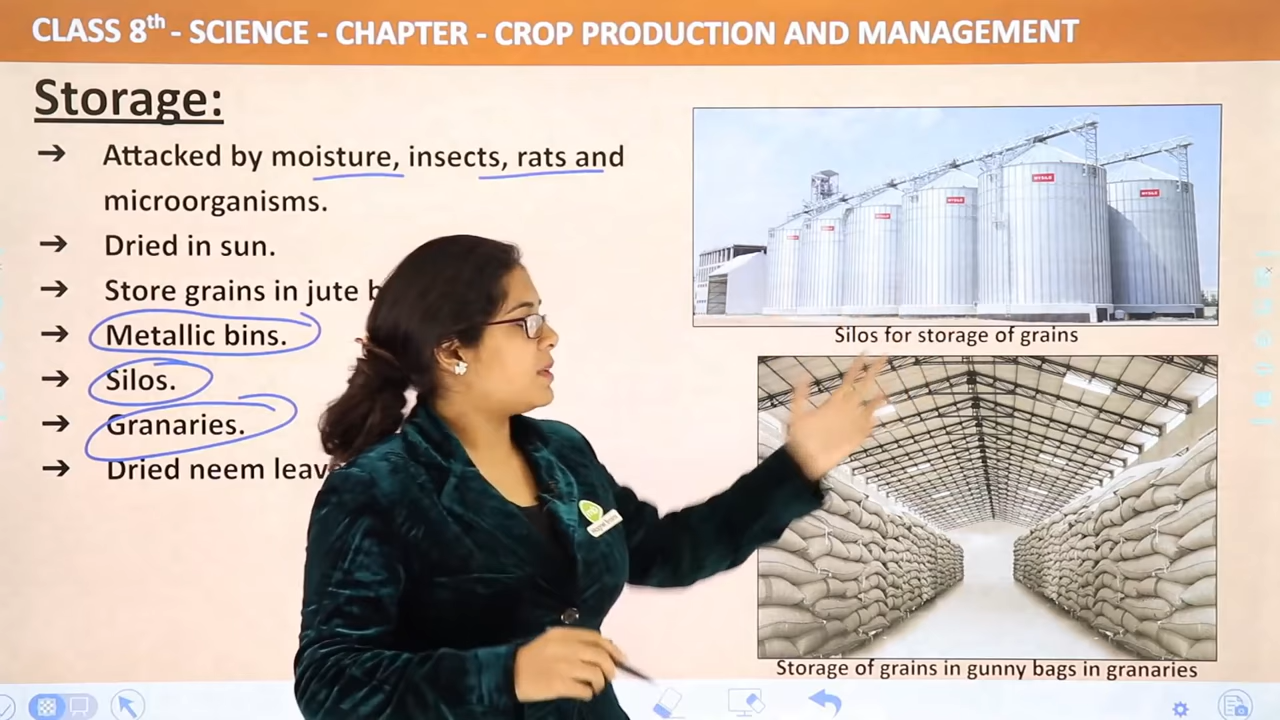 CLASS 8th - SCIENCE - CHAPTER - CROP PRODUCTION AND MANAGEMENT
Storage:
→ Attacked by moisture, insects, rats and
microorganisms.
→ Dried in sun.
→ Store grains in jute b
→ Metallic bins.
→ Silos.
→ Granaries.
→ Dried neem leav
Silos for storage of grains
Storage of grains in gunny bags in granaries